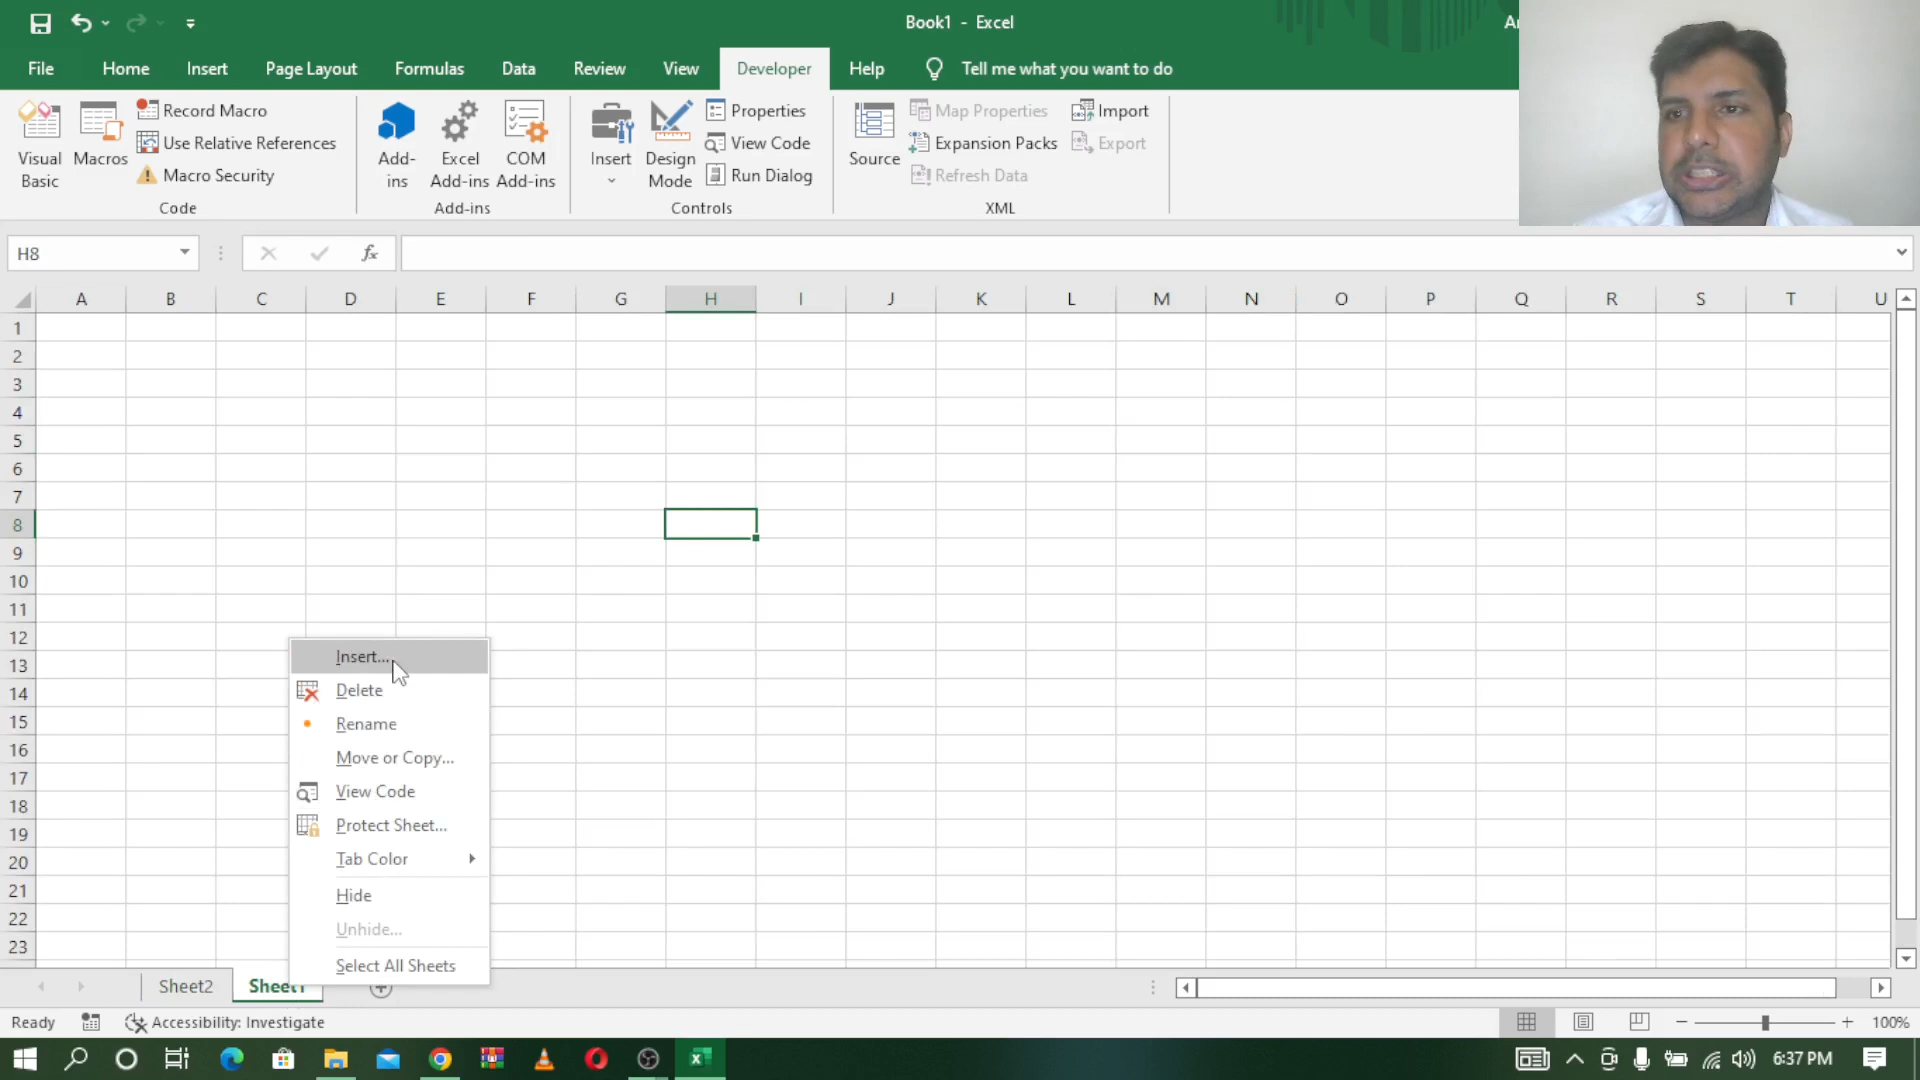 Book1 - Excel
File Home Insert Page Layout Formulas Data Review View Developer Help Tell me what you want to do
Visual Basic
Macros
Record Macro
Use Relative References
Macro Security
Code
Add-ins
Excel Add-ins
COM Add-ins
Add-ins
Insert
Design Mode
Properties
View Code
Run Dialog
Controls
Source
Map Properties
Expansion Packs
Refresh Data
Import
Export
XML
H8
fx
A B C D E F G H I J K L M N O P Q R S T U
1
2
3
4
5
6
7
8
9
10
11
12
13
14
15
16
17
18
19
20
21
22
23
Insert...
Delete
Rename
Move or Copy...
View Code
Protect Sheet...
Tab Color
Hide
Unhide...
Select All Sheets
Sheet2 Sheet1
Ready Accessibility: Investigate 100%
6:37 PM